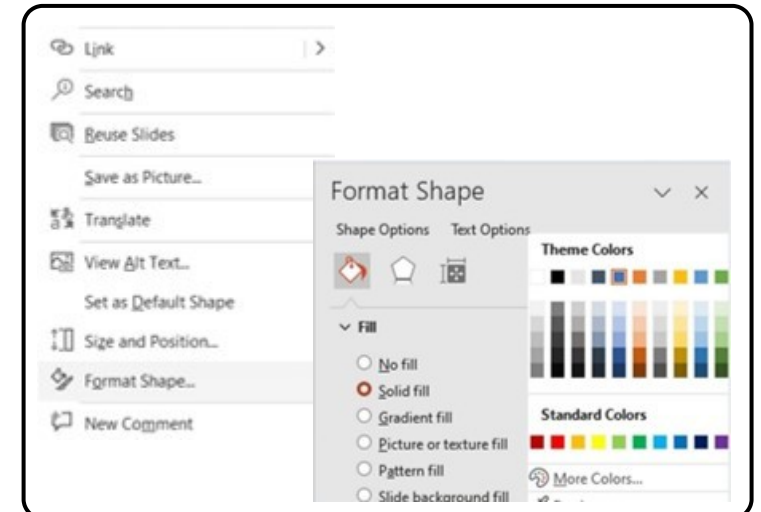 Link
Search
Reuse Slides
Save as Picture...
Translate
View Alt Text...
Set as Default Shape
Size and Position...
Format Shape...
New Comment
Format Shape
Shape Options Text Options
Fill
No fill
Solid fill
Gradient fill
Picture or texture fill
Pattern fill
Slide background fill
Theme Colors
Standard Colors
More Colors...